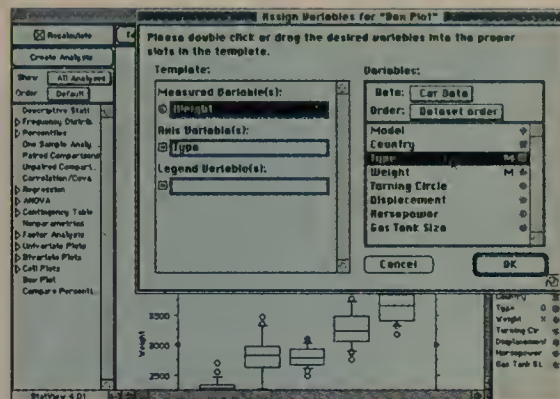 Assign Variables for "Box Plot"
Recalculate
Create Analysis
Show All Analyses
Order Default
Descriptive Stati
Frequency Distrib.
Percentiles
One Sample Analy
Paired Comparisons
Unpaired Compari..
Correlation/Cova
Regression
ANOVA
Contingency Table
Nonparametrics
Factor Analysis
Univariate Plots
Bivariate Plots
Cell Plots
Box Plot
Compare Percenti
StatView 4.01
Please double click or drag the desired variables into the proper
slots in the template.
Template:
Measured Variable(s):
Weight
Axis Variable(s):
Type
Legend Variable(s):
Variables:
Data: Car Data
Order: Dataset order
Model
Country
Type M
Weight M
Turning Circle
Displacement
Horsepower
Gas Tank Size
Cancel
OK
Weight
3500
3000
2500
Country
Type
Weight X
Turning Cir
Displacement
Horsepower
Gas Tank Si.